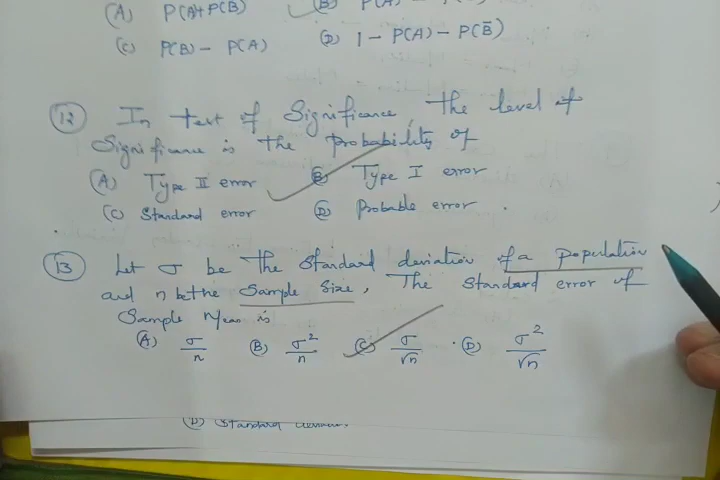 (A) P(A)+P(B) (B) P(A)
(C) P(B) - P(A) (D) 1 - P(A) - P(B̄)
(12) In test of Significance, The level of
Significance is The probability of
(A) Type II error (B) Type I error
(C) Standard error (D) Probable error .
(13) Let σ be The Standard deviation of a population
and n be the Sample Size, The Standard error of
Sample Mean is
(A) σ/n (B) σ²/n (C) σ/√n (D) σ²/√n
(D) Standard